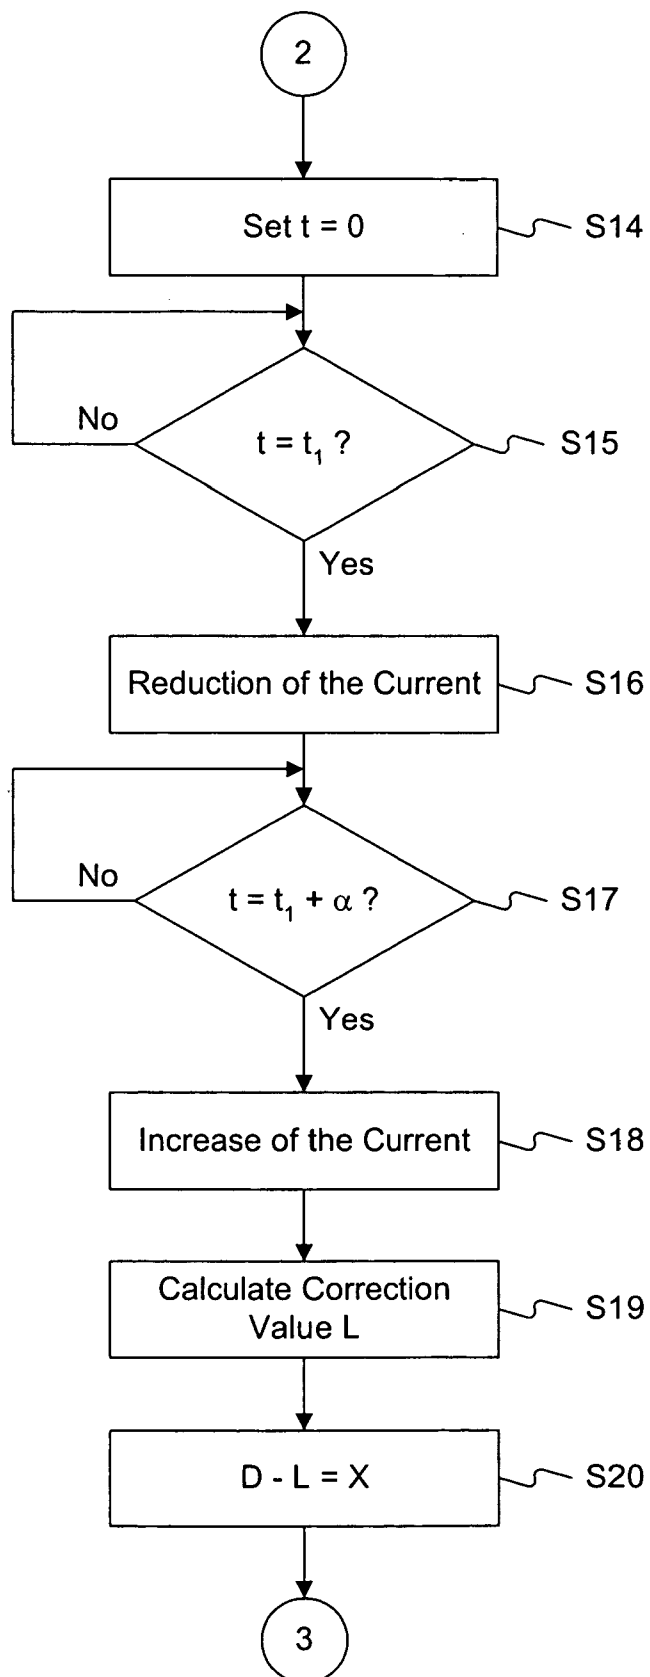 2
Set t = 0
S14
No
t = t₁ ?
S15
Yes
Reduction of the Current
S16
No
t = t₁ + α ?
S17
Yes
Increase of the Current
S18
Calculate Correction
Value L
S19
D - L = X
S20
3